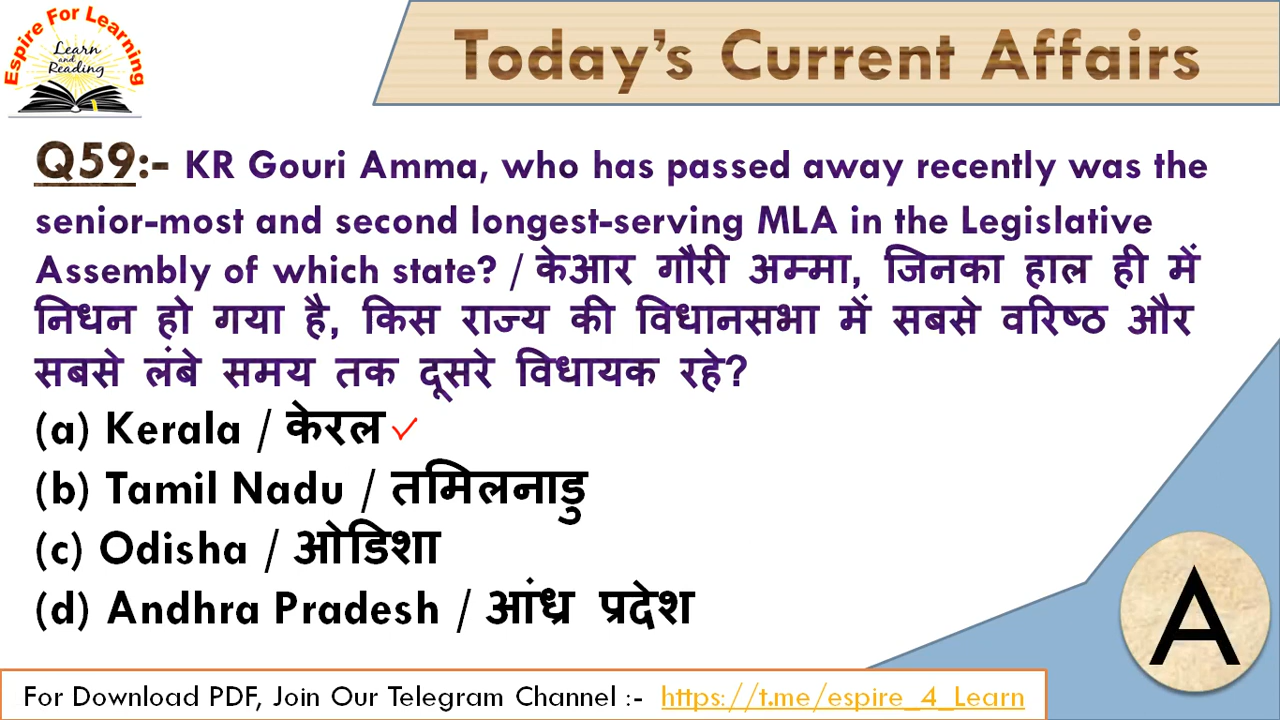 Espire For Learning
Learn
and
Reading
Today's Current Affairs
Q59:- KR Gouri Amma, who has passed away recently was the
senior-most and second longest-serving MLA in the Legislative
Assembly of which state? / केआर गौरी अम्मा, जिनका हाल ही में
निधन हो गया है, किस राज्य की विधानसभा में सबसे वरिष्ठ और
सबसे लंबे समय तक दूसरे विधायक रहे?
(a) Kerala / केरल✓
(b) Tamil Nadu / तमिलनाडु
(c) Odisha / ओडिशा
(d) Andhra Pradesh / आंध्र प्रदेश
A
For Download PDF, Join Our Telegram Channel :- https://t.me/espire_4_Learn